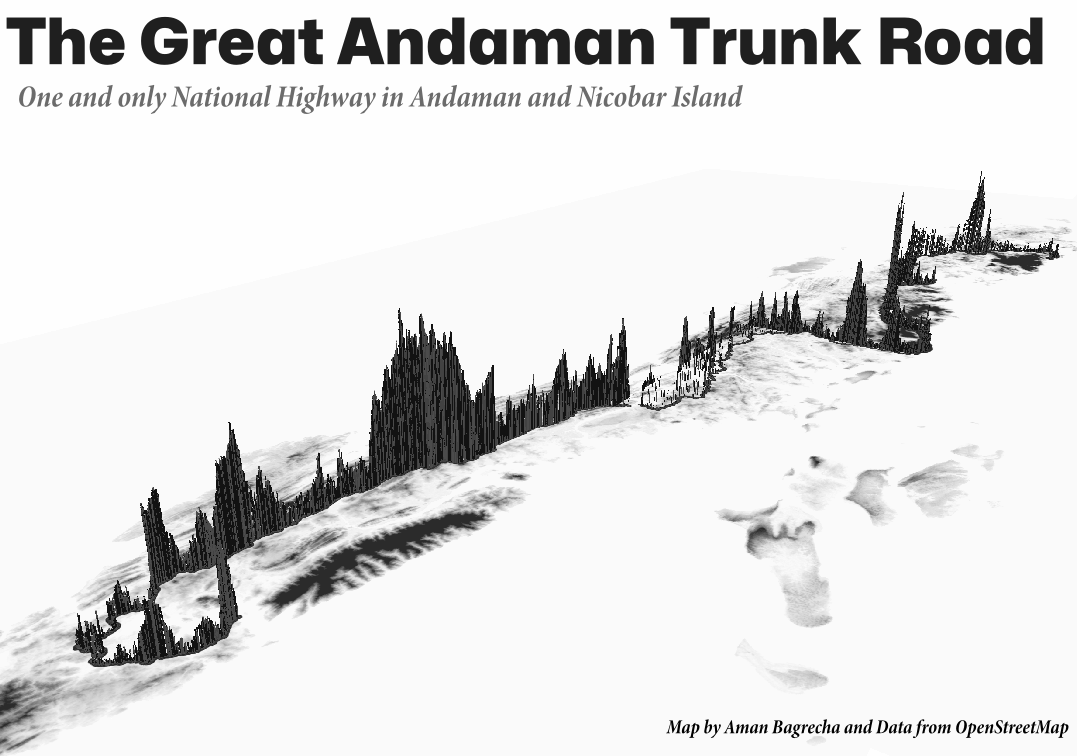 The Great Andaman Trunk Road
One and only National Highway in Andaman and Nicobar Island
Map by Aman Bagrecha and Data from OpenStreetMap